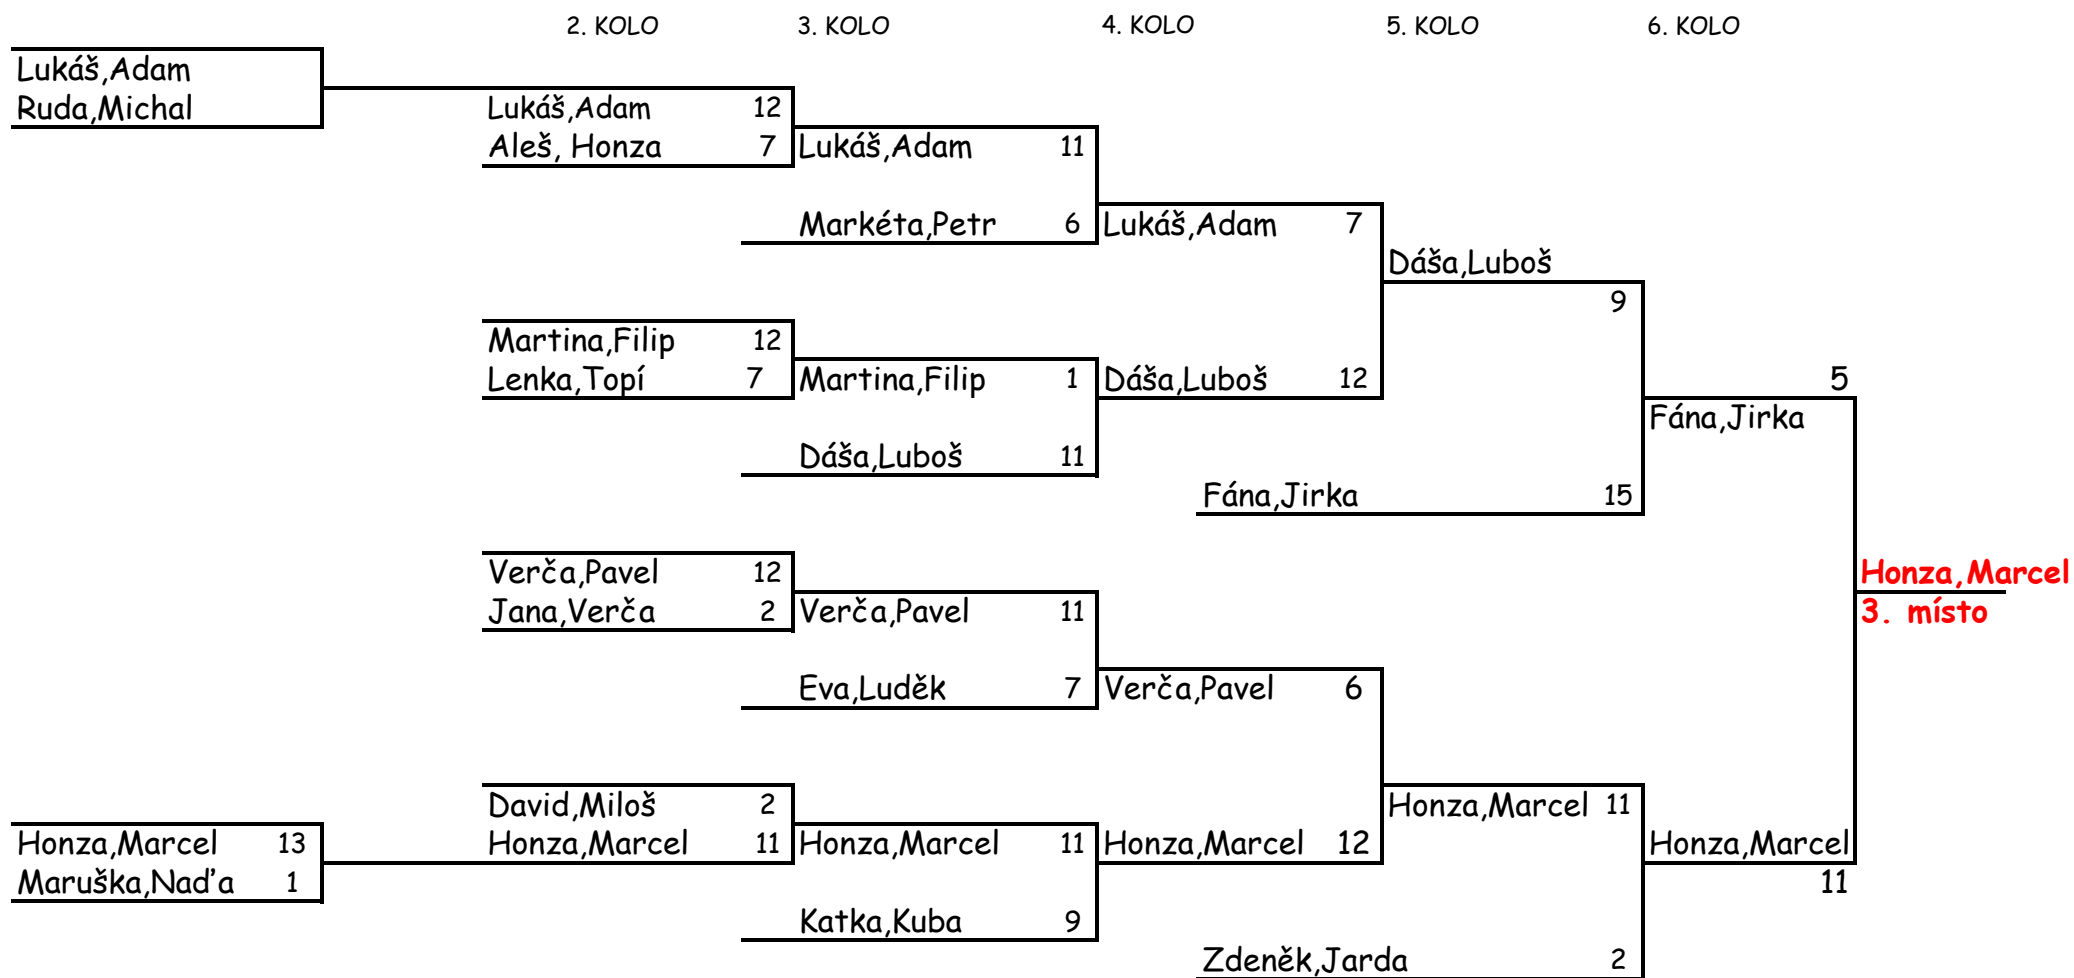 2. KOLO 3. KOLO 4. KOLO 5. KOLO 6. KOLO
Lukáš,Adam
Ruda,Michal
Lukáš,Adam 12
Aleš, Honza 7
Lukáš,Adam 11
Markéta,Petr 6
Lukáš,Adam 7
Dáša,Luboš
9
Martina,Filip 12
Lenka,Topí 7
Martina,Filip 1
Dáša,Luboš 12
5
Fána,Jirka
Dáša,Luboš 11
Fána,Jirka 15
Verča,Pavel 12
Jana,Verča 2
Verča,Pavel 11
Honza,Marcel
3. místo
Eva,Luděk 7
Verča,Pavel 6
David,Miloš 2
Honza,Marcel 11
Honza,Marcel 11
Honza,Marcel 13
Maruška,Naďa 1
Honza,Marcel 11
Honza,Marcel 12
Honza,Marcel
11
Katka,Kuba 9
Zdeněk,Jarda 2